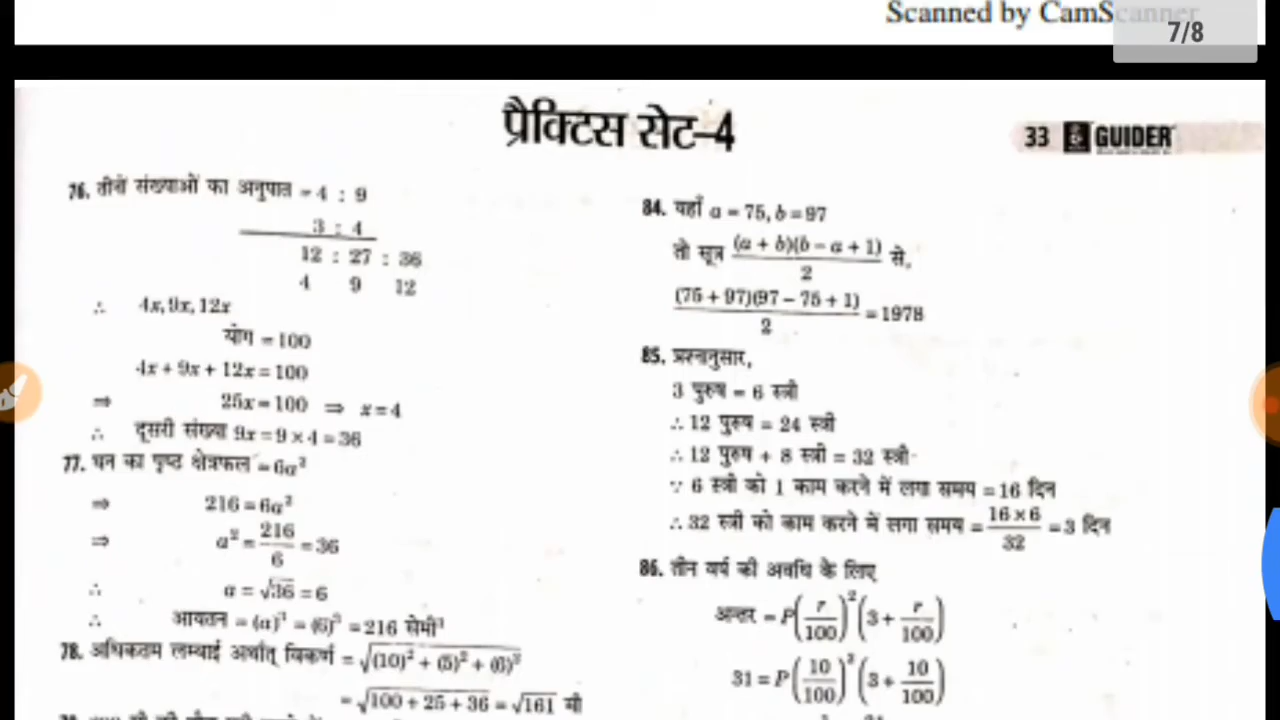 Scanned by CamScanner
7/8
प्रैक्टिस सेट–4
33 GUIDER
76. तीनों संख्याओं का अनुपात = 4 : 9
3 : 4
12 : 27 : 36
4 9 12
∴ 4x, 9x, 12x
योग = 100
4x + 9x + 12x = 100
⇒ 25x = 100 ⇒ x = 4
∴ दूसरी संख्या 9x = 9 × 4 = 36
77. घन का पृष्ठ क्षेत्रफल = 6a²
⇒ 216 = 6a²
⇒ a² = 216/6 = 36
∴ a = √36 = 6
∴ आयतन = (a)³ = (6)³ = 216 सेमी³
78. अधिकतम लम्बाई अर्थात् विकर्ण = √(10)² + (5)² + (6)²
= √100 + 25 + 36 = √161 मी
84. यहाँ a = 75, b = 97
तो सूत्र (a + b)(b − a + 1)/2 से,
(75 + 97)(97 − 75 + 1)/2 = 1978
85. प्रश्नानुसार,
3 पुरुष = 6 स्त्री
∴ 12 पुरुष = 24 स्त्री
∴ 12 पुरुष + 8 स्त्री = 32 स्त्री
∵ 6 स्त्री को 1 काम करने में लगा समय = 16 दिन
∴ 32 स्त्री को काम करने में लगा समय = 16 × 6/32 = 3 दिन
86. तीन वर्ष की अवधि के लिए
अन्तर = P(r/100)²(3 + r/100)
31 = P(10/100)²(3 + 10/100)